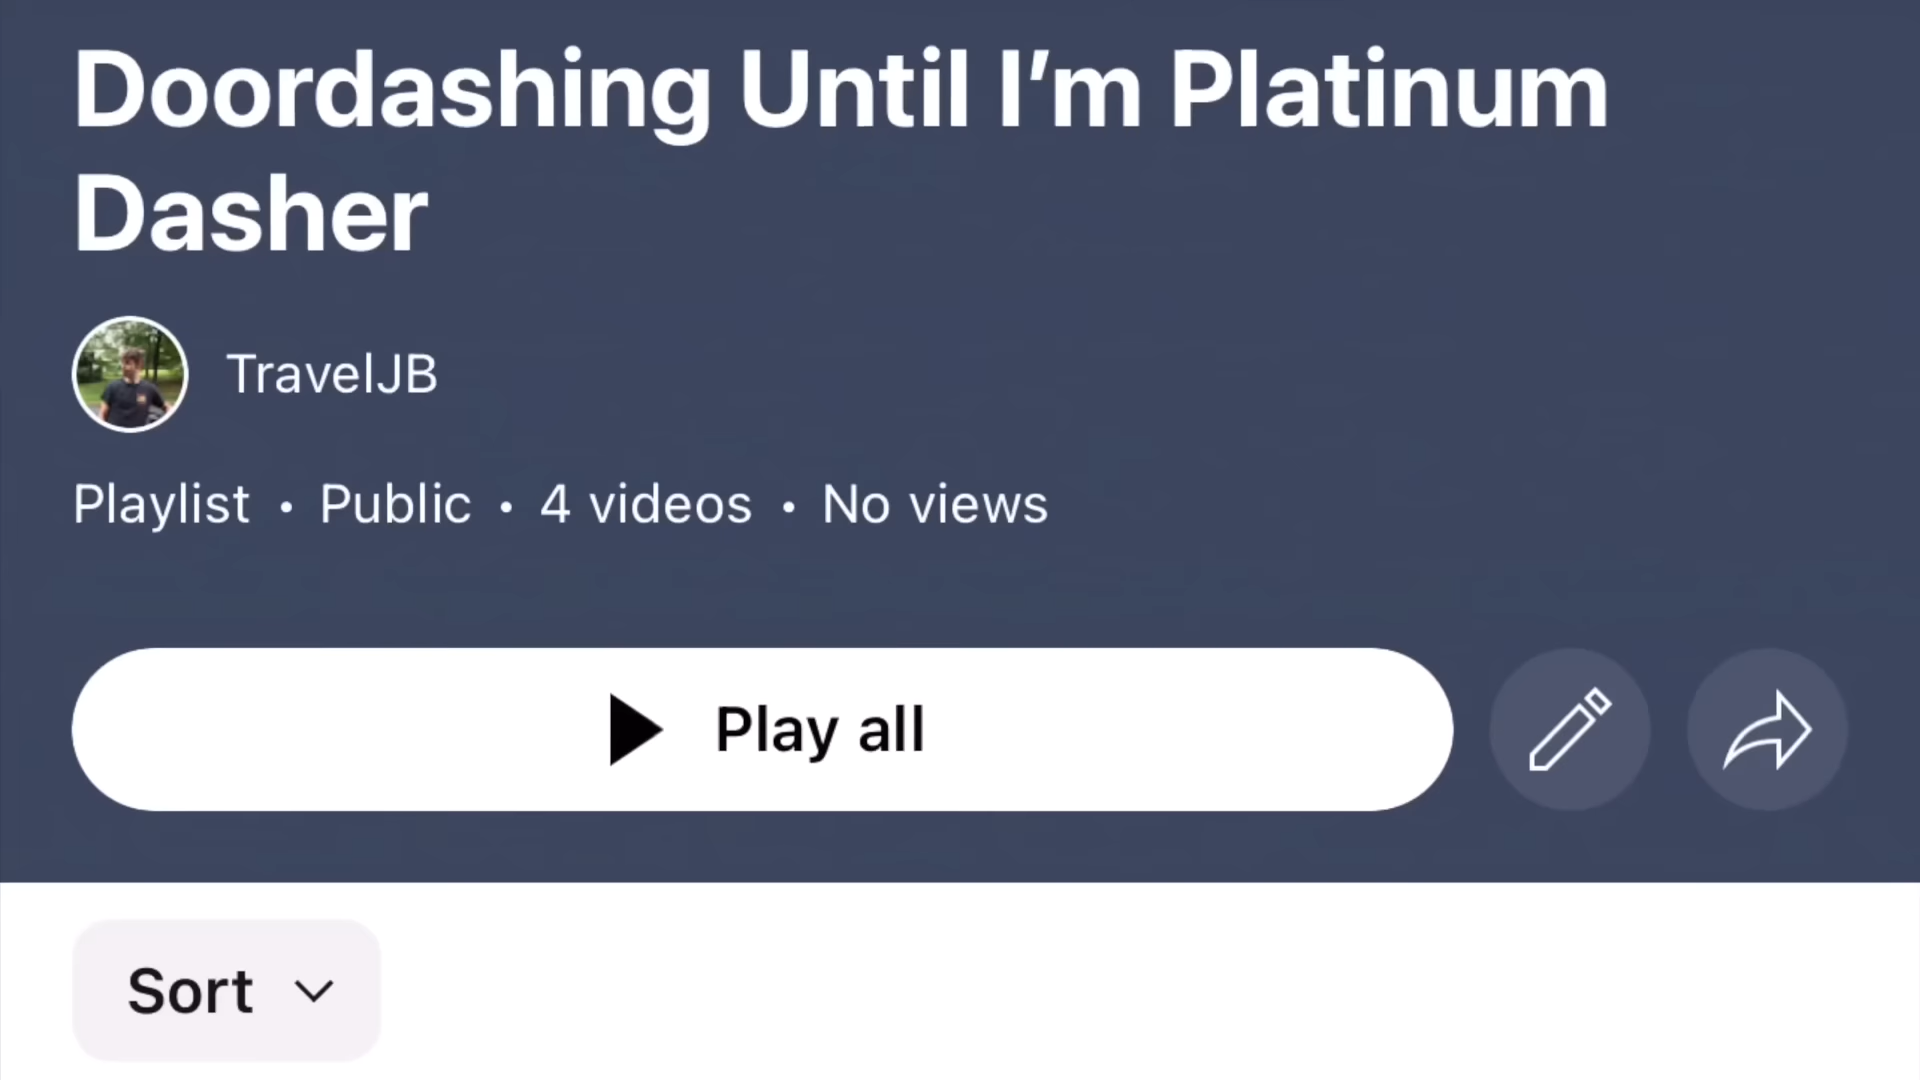 Doordashing Until I’m Platinum
Dasher
TravelJB
Playlist • Public • 4 videos • No views
Play all
Sort